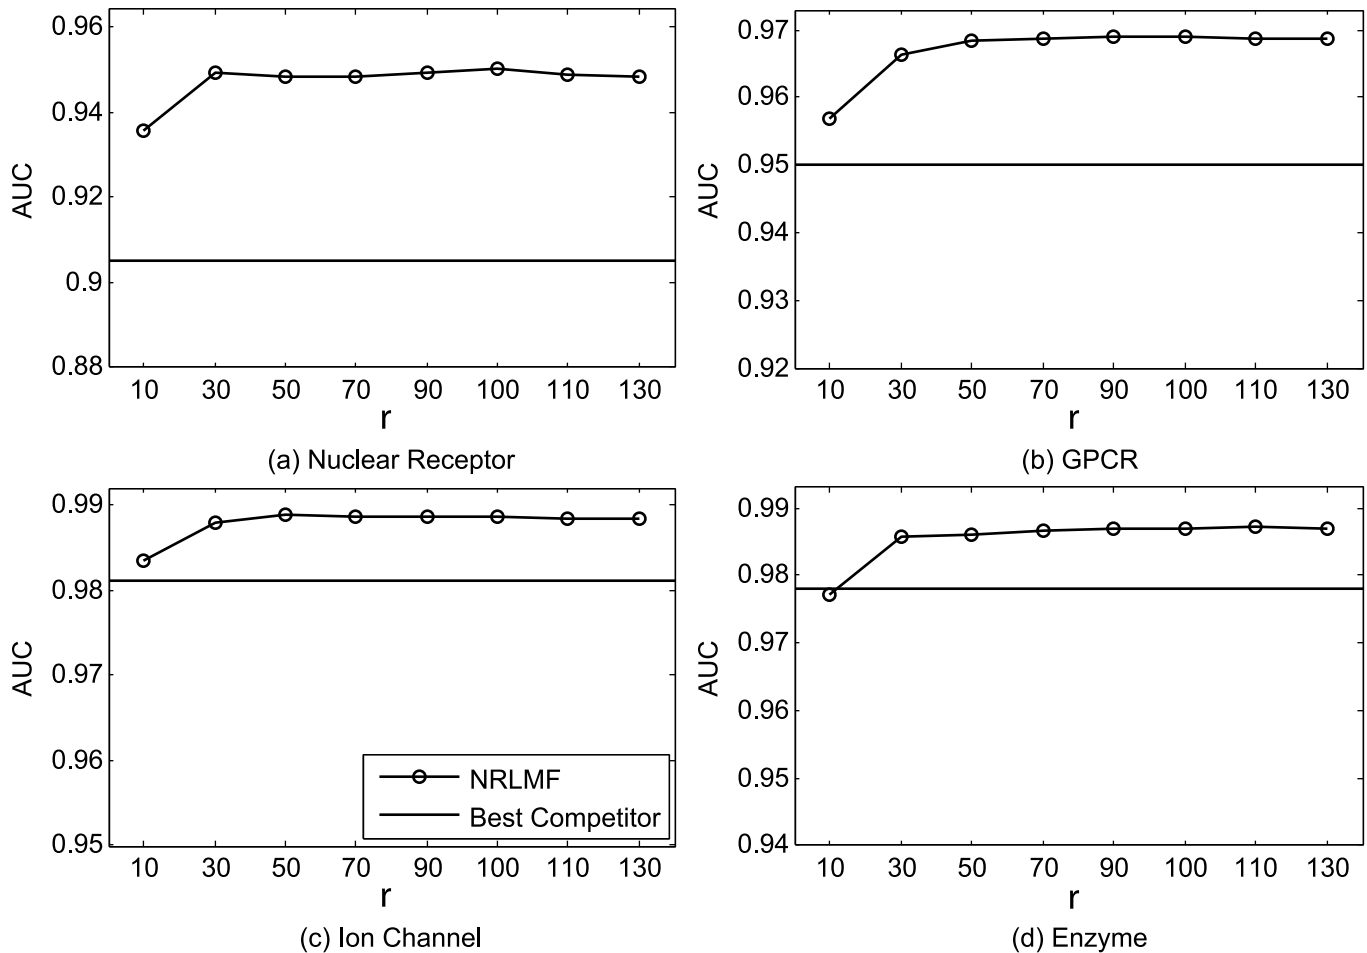 0.96
0.94
0.92
0.9
0.88
AUC
10 30 50 70 90 100 110 130
r
(a) Nuclear Receptor
0.97
0.96
0.95
0.94
0.93
0.92
AUC
10 30 50 70 90 100 110 130
r
(b) GPCR
0.99
0.98
0.97
0.96
0.95
AUC
NRLMF
Best Competitor
10 30 50 70 90 100 110 130
r
(c) Ion Channel
0.99
0.98
0.97
0.96
0.95
0.94
AUC
10 30 50 70 90 100 110 130
r
(d) Enzyme